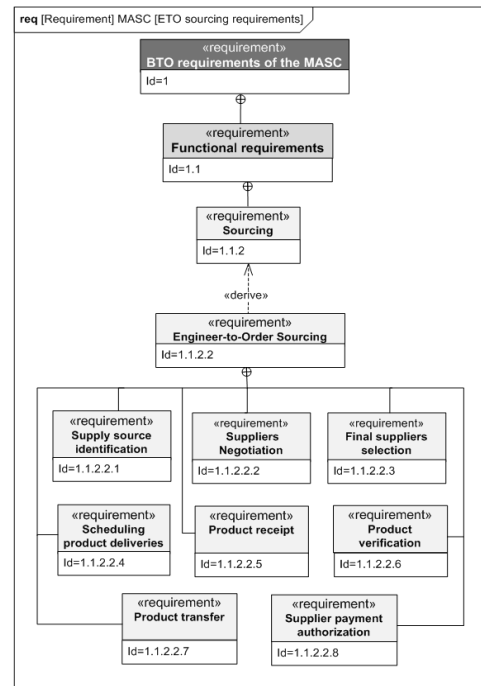 req [Requirement] MASC [ETO sourcing requirements]
«requirement»
BTO requirements of the MASC
Id=1
«requirement»
Functional requirements
Id=1.1
«requirement»
Sourcing
Id=1.1.2
«derive»
«requirement»
Engineer-to-Order Sourcing
Id=1.1.2.2
«requirement»
Supply source
identification
Id=1.1.2.2.1
«requirement»
Suppliers
Negotiation
Id=1.1.2.2.2
«requirement»
Final suppliers
selection
Id=1.1.2.2.3
«requirement»
Scheduling
product deliveries
Id=1.1.2.2.4
«requirement»
Product receipt
Id=1.1.2.2.5
«requirement»
Product
verification
Id=1.1.2.2.6
«requirement»
Product transfer
Id=1.1.2.2.7
«requirement»
Supplier payment
authorization
Id=1.1.2.2.8